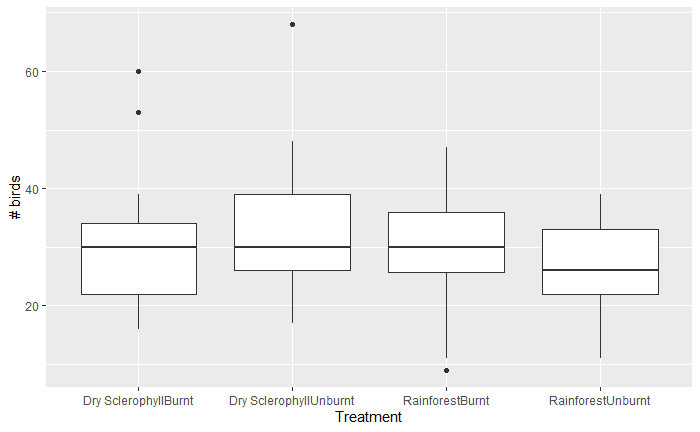 60
40
20
# birds
Dry SclerophyllBurnt
Dry SclerophyllUnburnt
RainforestBurnt
RainforestUnburnt
Treatment